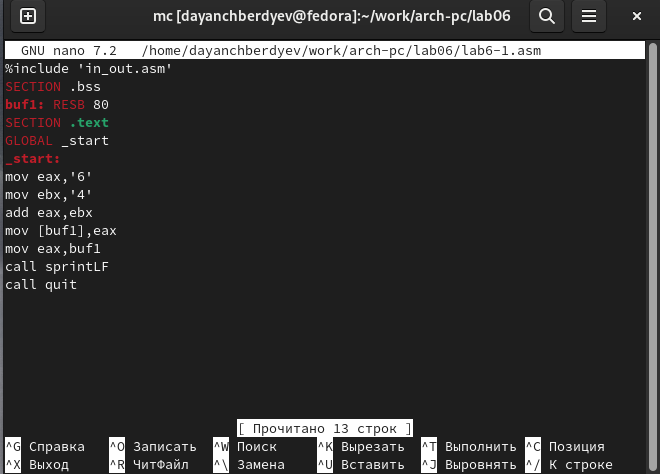 mc [dayanchberdyev@fedora]:~/work/arch-pc/lab06
GNU nano 7.2 /home/dayanchberdyev/work/arch-pc/lab06/lab6-1.asm
%include 'in_out.asm'
SECTION .bss
buf1: RESB 80
SECTION .text
GLOBAL _start
_start:
mov eax,'6'
mov ebx,'4'
add eax,ebx
mov [buf1],eax
mov eax,buf1
call sprintLF
call quit
[ Прочитано 13 строк ]
^G Справка ^O Записать ^W Поиск ^K Вырезать ^T Выполнить ^C Позиция
^X Выход ^R ЧитФайл ^\ Замена ^U Вставить ^J Выровнять ^/ К строке